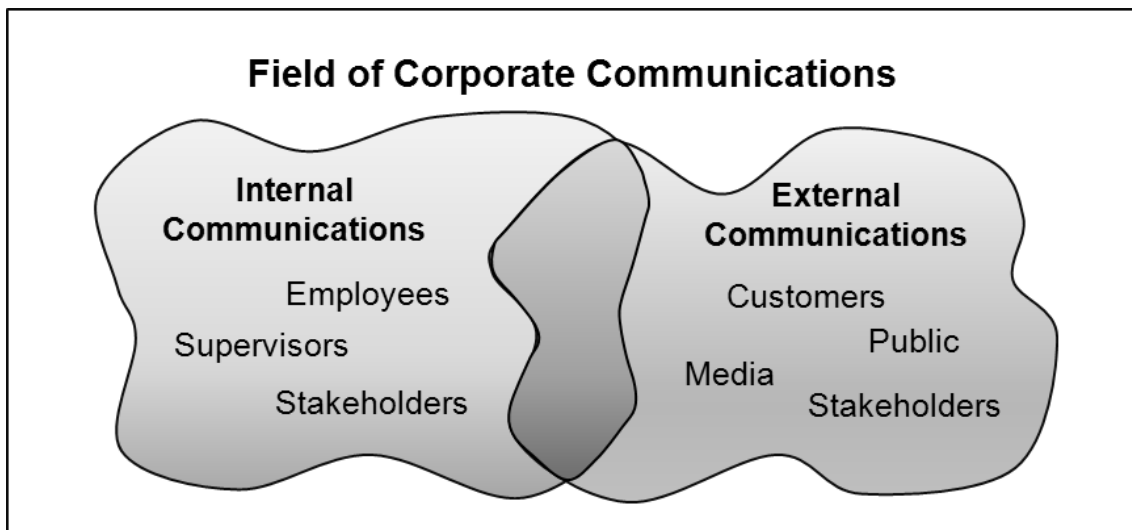 Field of Corporate Communications
Internal
Communications
Employees
Supervisors
Stakeholders
External
Communications
Customers
Public
Media
Stakeholders